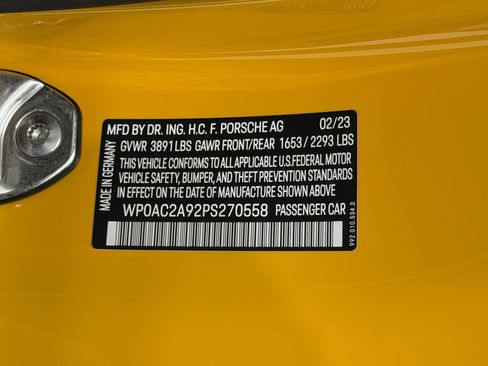 MFD BY DR. ING. H.C. F. PORSCHE AG 02/23
GVWR 3891 LBS GAWR FRONT/REAR 1653/2293 LBS
THIS VEHICLE CONFORMS TO ALL APPLICABLE U.S.FEDERAL MOTOR
VEHICLE SAFETY, BUMPER, AND THEFT PREVENTION STANDARDS
IN EFFECT ON THE DATE OF MANUFACTURE SHOWN ABOVE.
WP0AC2A92PS270558 PASSENGER CAR
MADE IN GERMANY
992.010.534.D